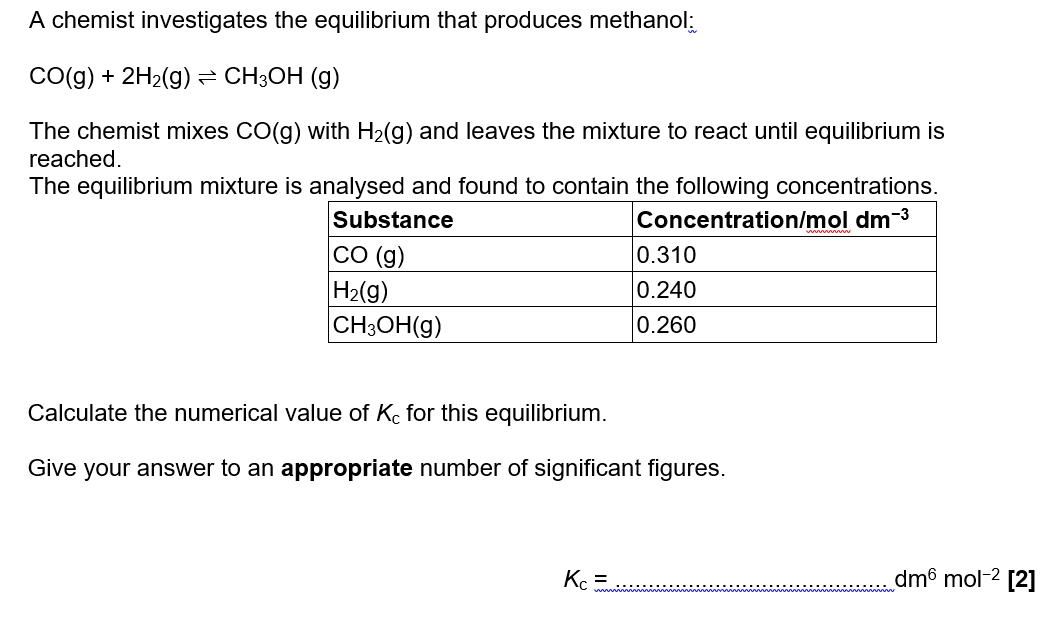 A chemist investigates the equilibrium that produces methanol:
CO(g) + 2H₂(g) ⇌ CH₃OH (g)
The chemist mixes CO(g) with H₂(g) and leaves the mixture to react until equilibrium is
reached.
The equilibrium mixture is analysed and found to contain the following concentrations.
Substance Concentration/mol dm⁻³
CO (g) 0.310
H₂(g) 0.240
CH₃OH(g) 0.260
Calculate the numerical value of Kc for this equilibrium.
Give your answer to an appropriate number of significant figures.
Kc = ......................................... dm⁶ mol⁻² [2]